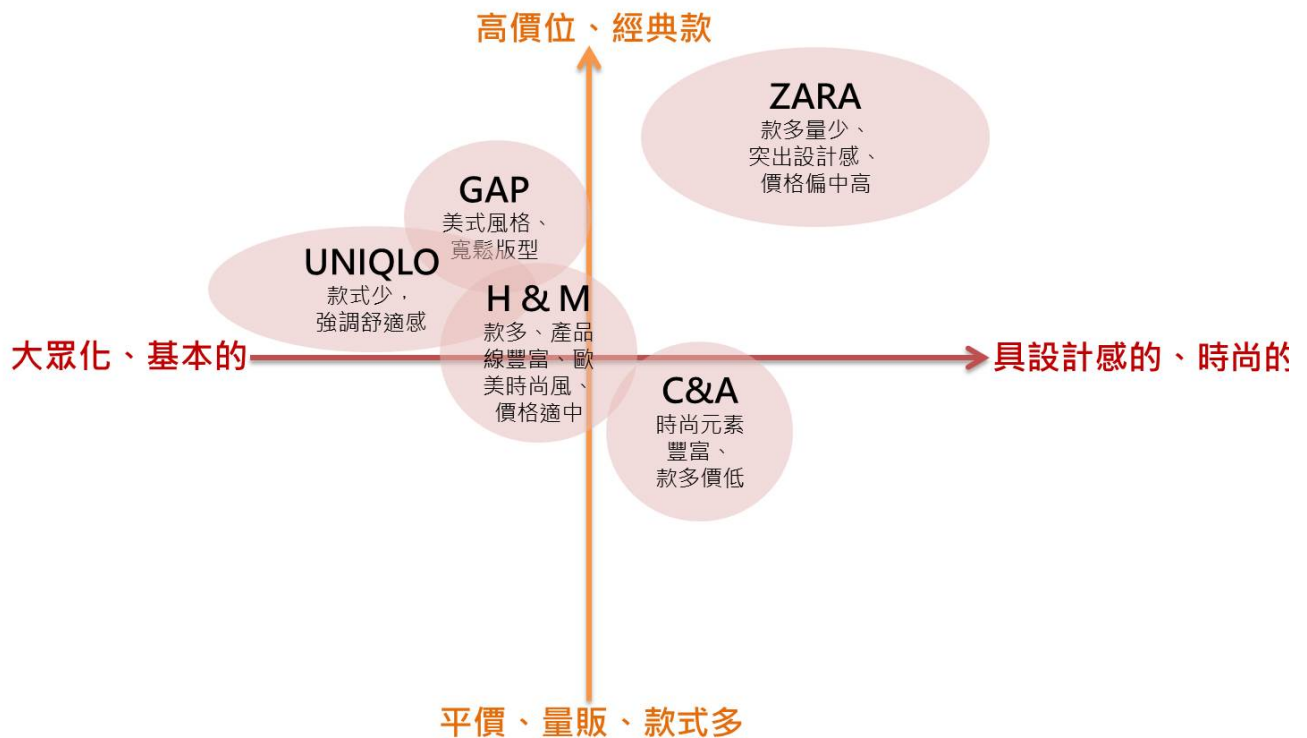 高價位、經典款
ZARA
款多量少、
突出設計感、
價格偏中高
GAP
美式風格、
寬鬆版型
UNIQLO
款式少，
強調舒適感
H & M
款多、產品
線豐富、歐
美時尚風、
價格適中
大眾化、基本的
具設計感的、時尚的
C&A
時尚元素
豐富、
款多價低
平價、量販、款式多